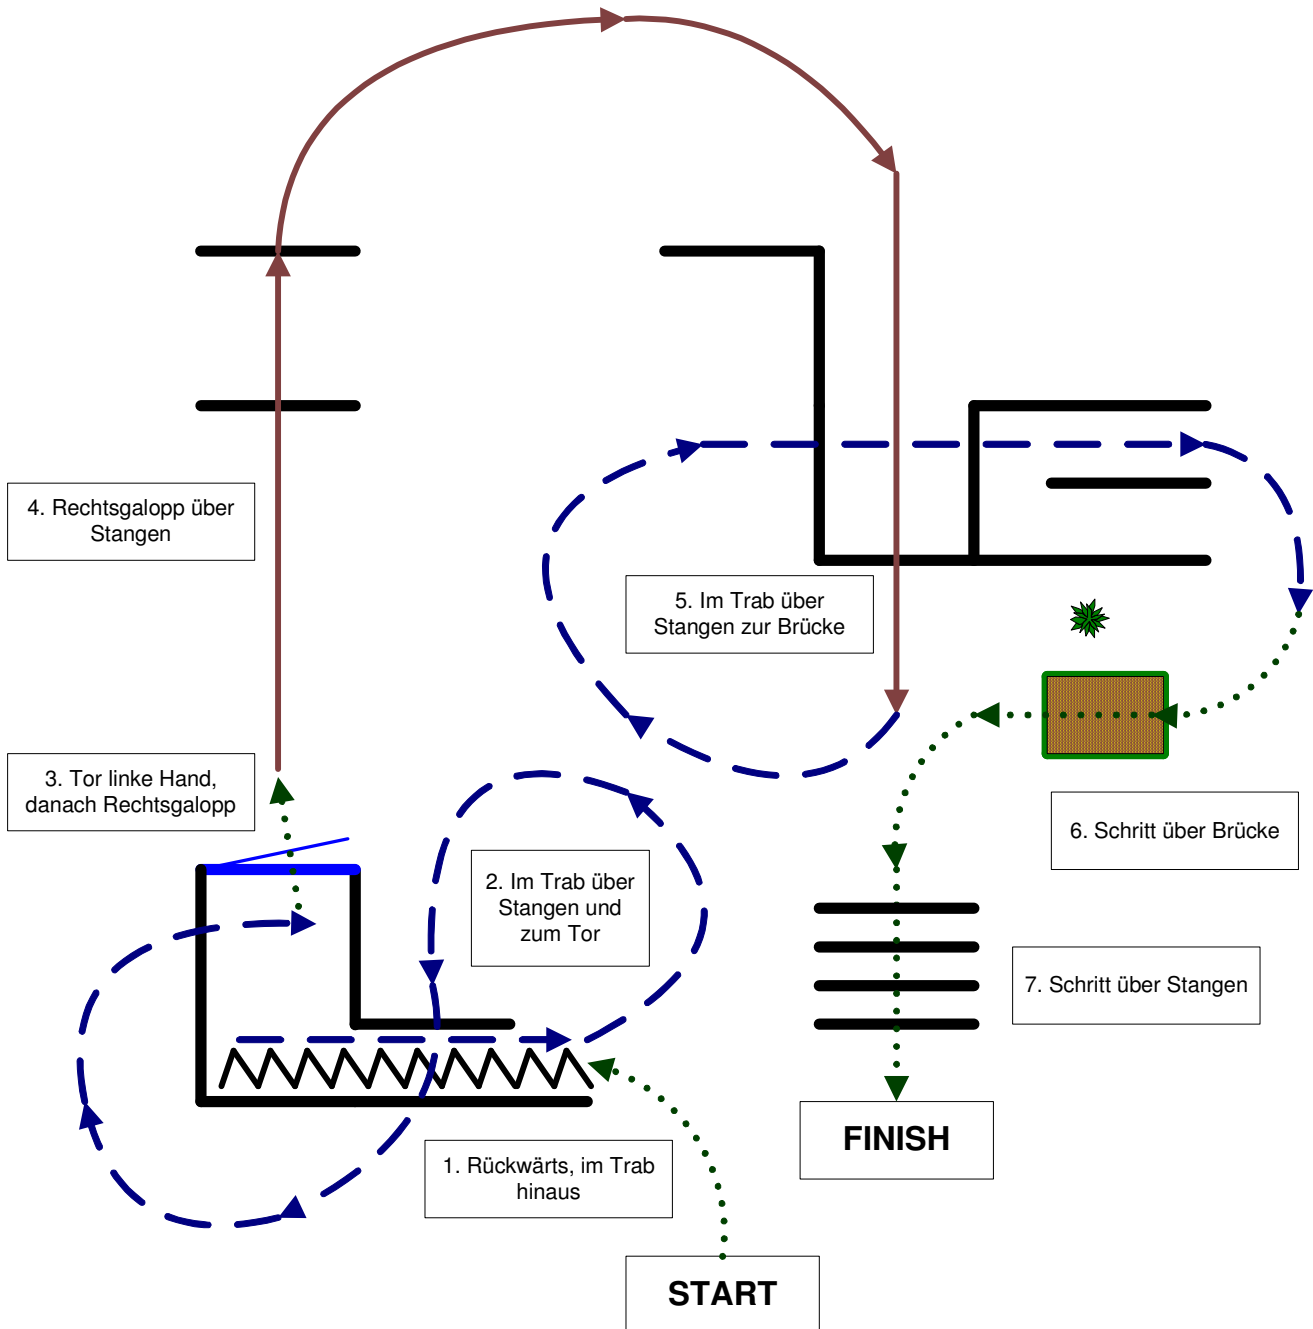 4. Rechtsgalopp über
Stangen
5. Im Trab über
Stangen zur Brücke
3. Tor linke Hand,
danach Rechtsgalopp
6. Schritt über Brücke
2. Im Trab über
Stangen und
zum Tor
7. Schritt über Stangen
FINISH
1. Rückwärts, im Trab
hinaus
START